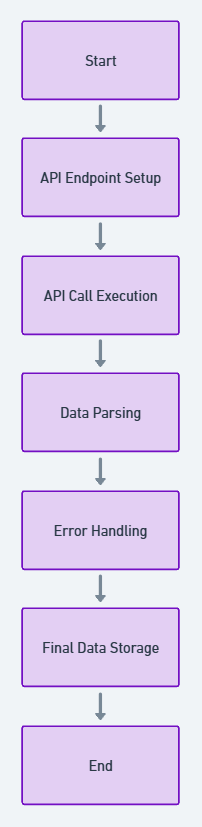 Start
API Endpoint Setup
API Call Execution
Data Parsing
Error Handling
Final Data Storage
End